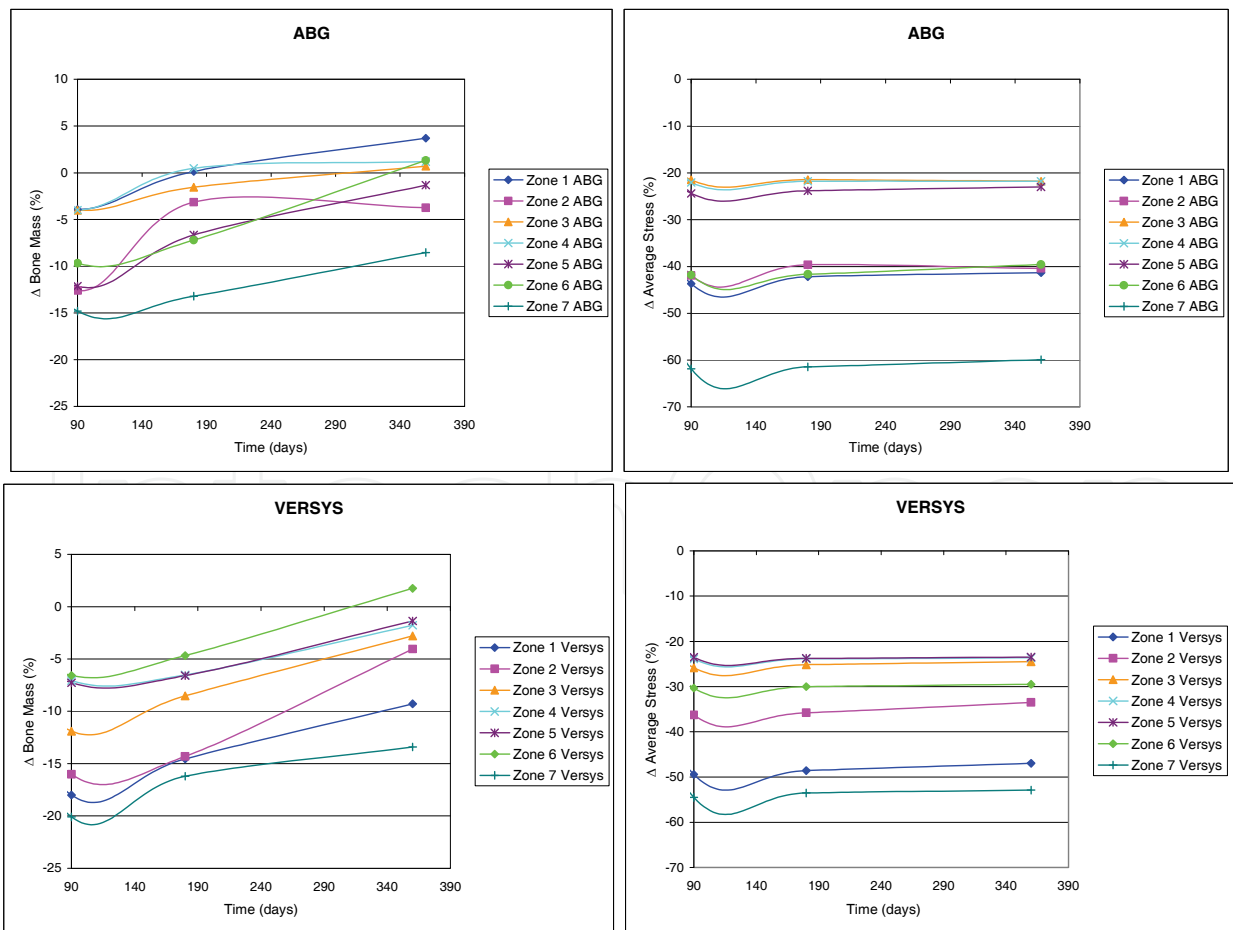 ABG
Δ Bone Mass (%)
10
5
0
-5
-10
-15
-20
-25
90
140
190
240
290
340
390
Time (days)
Zone 1 ABG
Zone 2 ABG
Zone 3 ABG
Zone 4 ABG
Zone 5 ABG
Zone 6 ABG
Zone 7 ABG
ABG
Δ Average Stress (%)
0
-10
-20
-30
-40
-50
-60
-70
90
140
190
240
290
340
390
Time (days)
Zone 1 ABG
Zone 2 ABG
Zone 3 ABG
Zone 4 ABG
Zone 5 ABG
Zone 6 ABG
Zone 7 ABG
VERSYS
Δ Bone Mass (%)
5
0
-5
-10
-15
-20
-25
90
140
190
240
290
340
390
Time (days)
Zone 1 Versys
Zone 2 Versys
Zone 3 Versys
Zone 4 Versys
Zone 5 Versys
Zone 6 Versys
Zone 7 Versys
VERSYS
Δ Average Stress (%)
0
-10
-20
-30
-40
-50
-60
-70
90
140
190
240
290
340
390
Time (days)
Zone 1 Versys
Zone 2 Versys
Zone 3 Versys
Zone 4 Versys
Zone 5 Versys
Zone 6 Versys
Zone 7 Versys